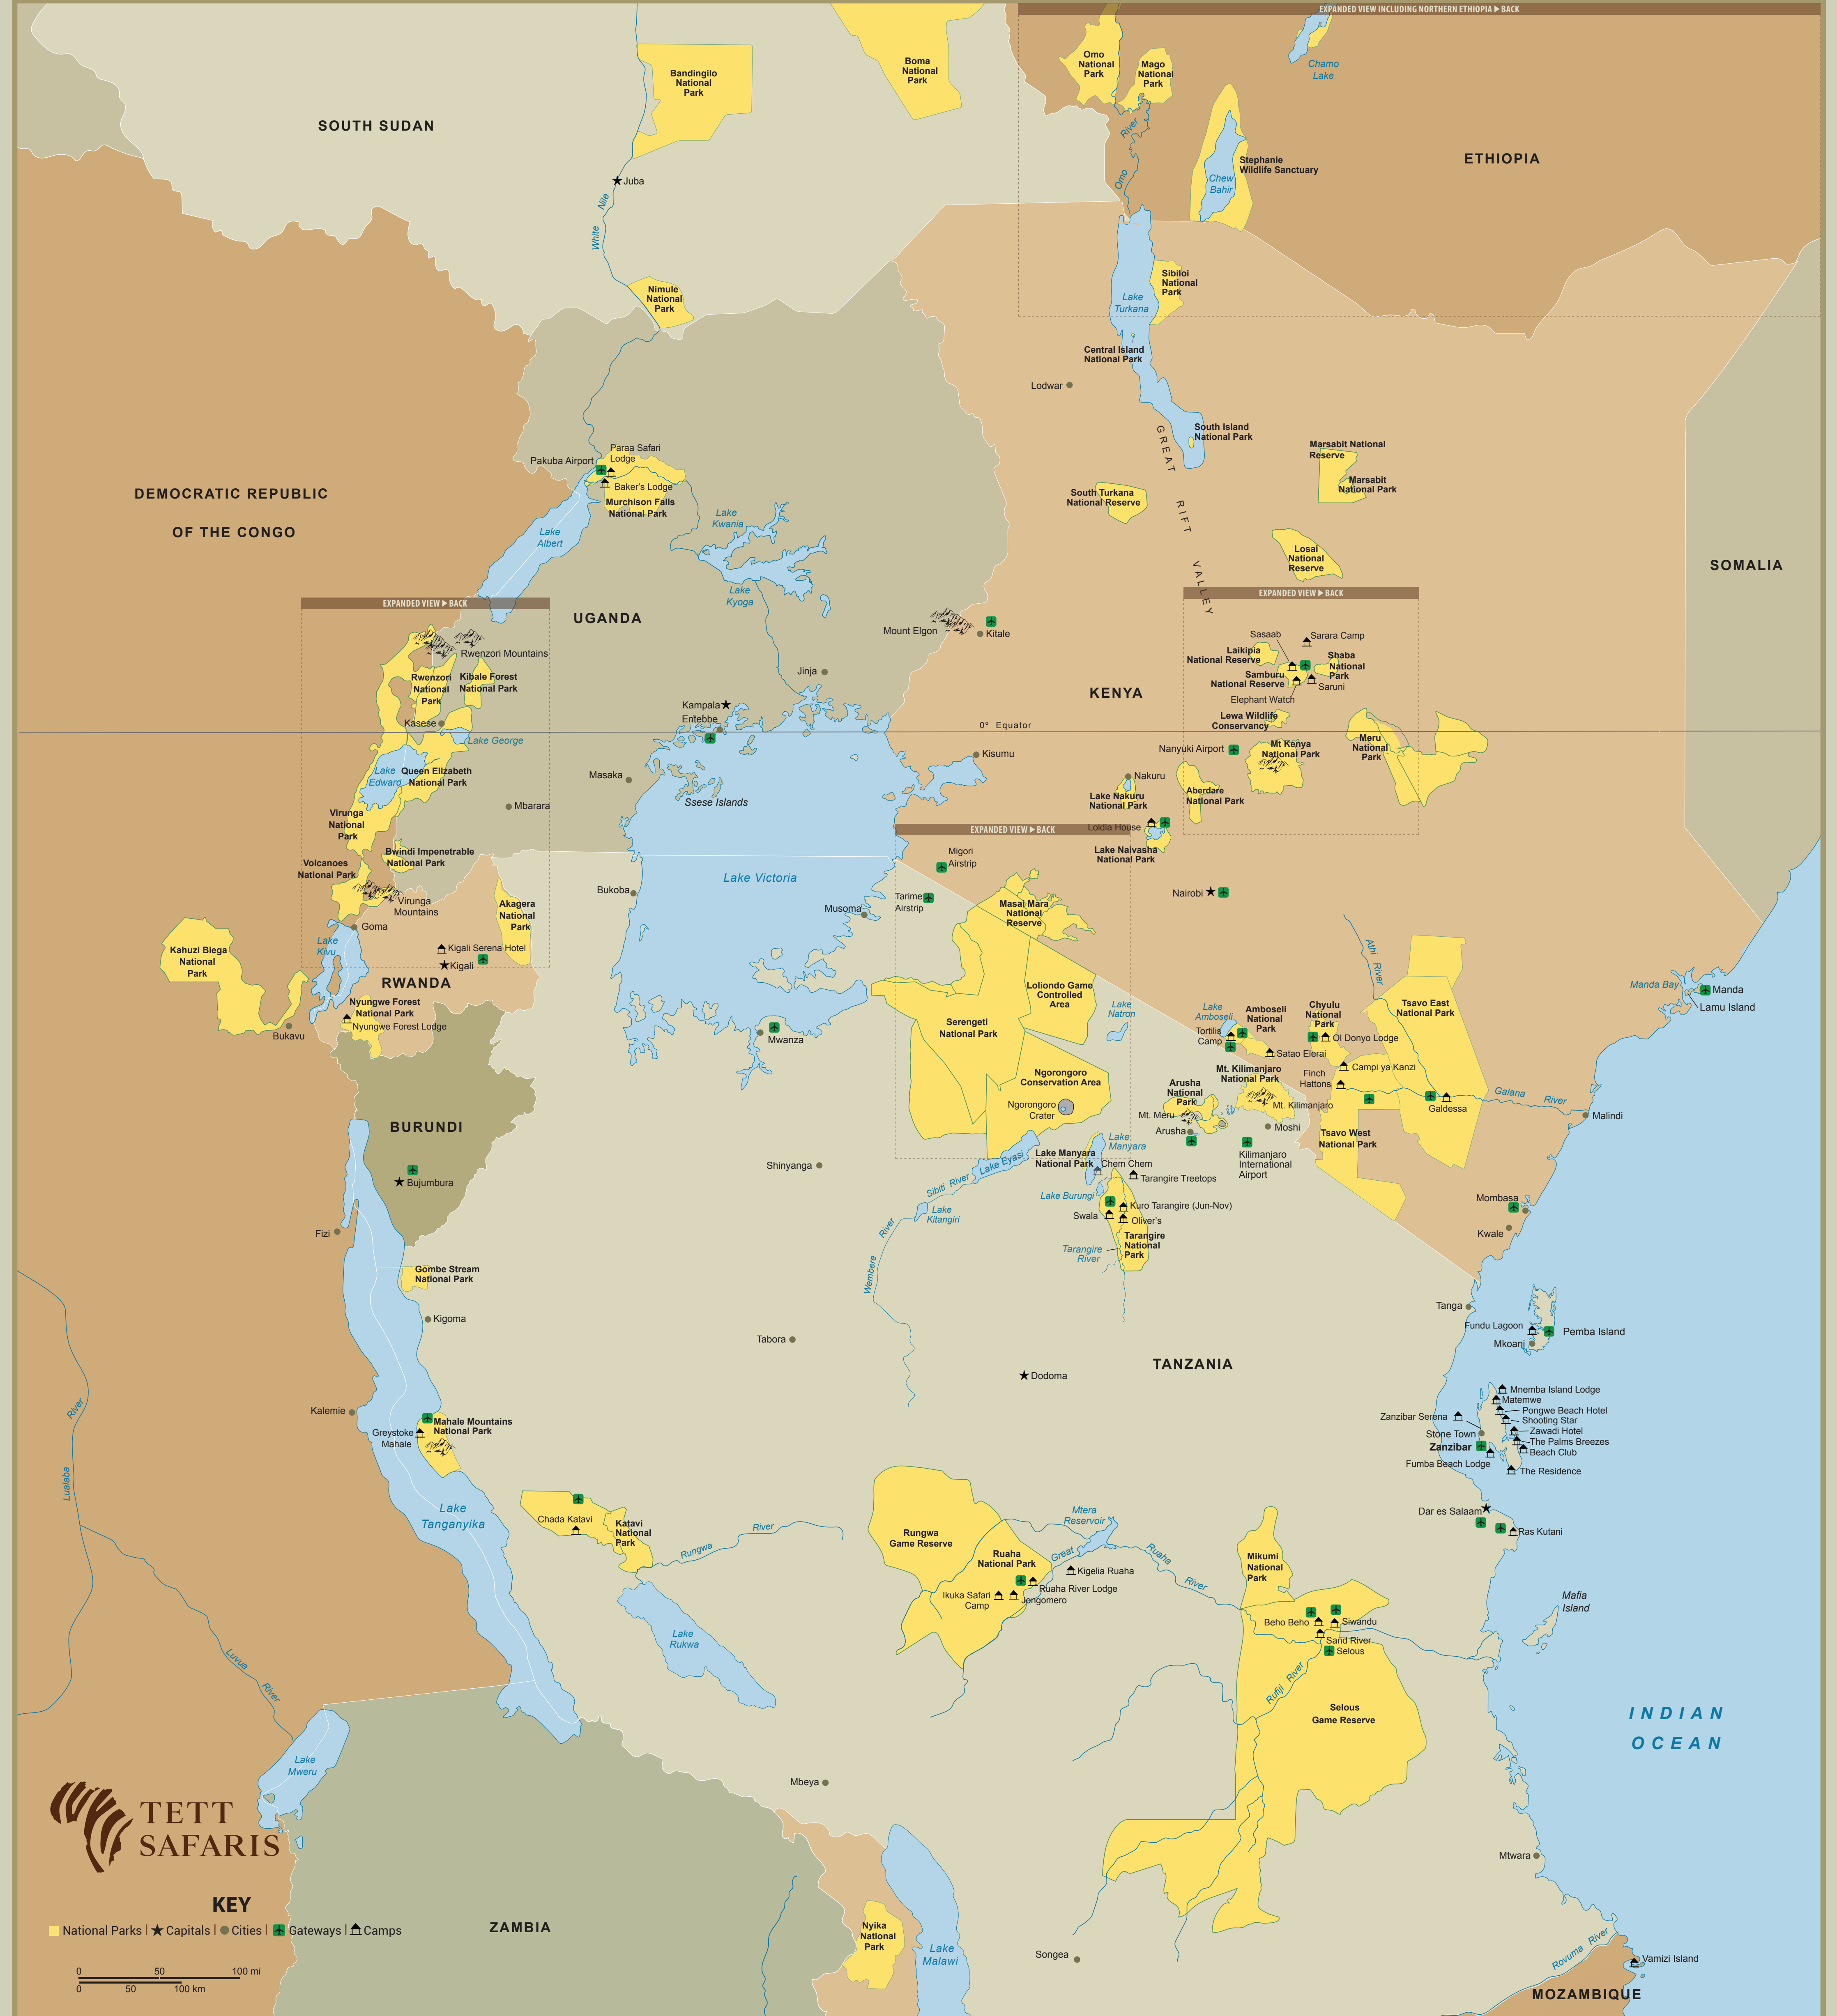 EXPANDED VIEW INCLUDING NORTHERN ETHIOPIA ▶ BACK
SOUTH SUDAN
Bandingilo
National
Park
Boma
National
Park
Omo
National
Park
Mago
National
Park
Chamo
Lake
ETHIOPIA
Stephanie
Wildlife Sanctuary
Chew
Bahir
Omo
River
Juba
White Nile
Nimule
National
Park
Sibiloi
National
Park
Lake
Turkana
Central Island
National Park
Lodwar
South Island
National Park
GREAT RIFT VALLEY
Marsabit National
Reserve
Marsabit
National Park
South Turkana
National Reserve
Losai
National
Reserve
SOMALIA
DEMOCRATIC REPUBLIC
OF THE CONGO
Pakuba Airport
Paraa Safari
Lodge
Baker's Lodge
Murchison Falls
National Park
Lake
Albert
Lake
Kwania
Lake
Kyoga
UGANDA
EXPANDED VIEW ▶ BACK
Rwenzori Mountains
Rwenzori
National
Park
Kibale Forest
National Park
Kasese
Lake George
Lake
Edward
Queen Elizabeth
National Park
Virunga
National
Park
Mbarara
Bwindi Impenetrable
National Park
Volcanoes
National Park
Virunga
Mountains
Akagera
National
Park
Goma
Lake
Kivu
Kigali Serena Hotel
Kigali
RWANDA
Kahuzi Biega
National
Park
Nyungwe Forest
National Park
Nyungwe Forest Lodge
Bukavu
Mount Elgon
Kitale
Jinja
Kampala
Entebbe
Masaka
Ssese Islands
Lake Victoria
Bukoba
Musoma
Mwanza
KENYA
0° Equator
Kisumu
EXPANDED VIEW ▶ BACK
Sasaab
Sarara Camp
Laikipia
National Reserve
Shaba
National
Park
Samburu
National Reserve
Saruni
Elephant Watch
Lewa Wildlife
Conservancy
Nanyuki Airport
Mt Kenya
National Park
Meru
National
Park
Nakuru
Lake Nakuru
National Park
Aberdare
National Park
Loldia House
Lake Naivasha
National Park
EXPANDED VIEW ▶ BACK
Migori
Airstrip
Tarime
Airstrip
Masai Mara
National
Reserve
Nairobi
Loliondo Game
Controlled
Area
Serengeti
National Park
Ngorongoro
Conservation Area
Ngorongoro
Crater
Lake
Natron
Athi River
Tsavo East
National Park
Lake
Amboseli
Amboseli
National
Park
Chyulu
National
Park
Tortilis
Camp
Ol Donyo Lodge
Satao Elerai
Campi ya Kanzi
Finch
Hattons
Mt. Kilimanjaro
National Park
Mt. Kilimanjaro
Arusha
National
Park
Mt. Meru
Arusha
Moshi
Kilimanjaro
International
Airport
Tsavo West
National Park
Galdessa
Galana River
Malindi
Manda Bay
Manda
Lamu Island
Mombasa
Kwale
BURUNDI
Bujumbura
Fizi
Gombe Stream
National Park
Kigoma
Kalemie
Shinyanga
Lake Eyasi
Sibiti River
Lake
Kitangiri
Wembere River
Lake
Manyara
Lake Manyara
National Park
Chem Chem
Tarangire Treetops
Lake Burungi
Kuro Tarangire (Jun-Nov)
Swala
Oliver's
Tarangire
National
Park
Tarangire
River
Tabora
Dodoma
TANZANIA
Tanga
Fundu Lagoon
Mkoani
Pemba Island
Mnemba Island Lodge
Matemwe
Pongwe Beach Hotel
Zanzibar Serena
Shooting Star
Stone Town
Zawadi Hotel
Zanzibar
The Palms Breezes
Beach Club
Fumba Beach Lodge
The Residence
Dar es Salaam
Ras Kutani
Mafia
Island
Mahale Mountains
National Park
Greystoke
Mahale
Lake
Tanganyika
Chada Katavi
Katavi
National
Park
Rungwa River
Lake
Rukwa
Rungwa
Game Reserve
Ruaha
National Park
Mtera
Reservoir
Great Ruaha River
Kigelia Ruaha
Ruaha River Lodge
Ikuka Safari
Camp
Jongomero
Mikumi
National
Park
Beho Beho
Siwandu
Sand River
Selous
Rufiji River
Selous
Game Reserve
INDIAN
OCEAN
Lualaba River
Luvua River
Lake
Mweru
Mbeya
Mtwara
Songea
ZAMBIA
Nyika
National
Park
Lake
Malawi
Rovuma River
Vamizi Island
MOZAMBIQUE
TETT
SAFARIS
KEY
National Parks | Capitals | Cities | Gateways | Camps
0 50 100 mi
0 50 100 km